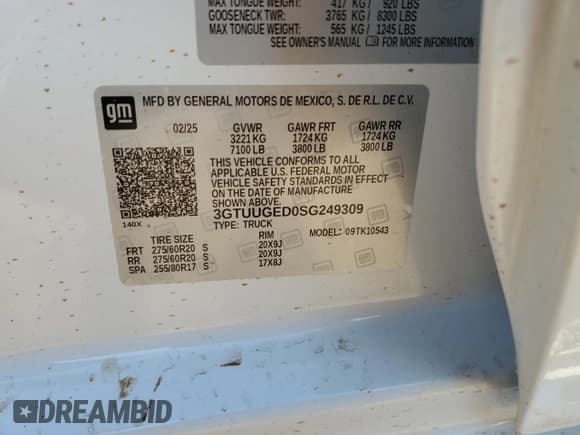 MAX TONGUE WEIGHT: 417 KG / 920 LBS
GOOSENECK TWR: 3765 KG / 8300 LBS
MAX TONGUE WEIGHT: 565 KG / 1245 LBS
SEE OWNER'S MANUAL FOR MORE INFORMATION
gm
MFD BY GENERAL MOTORS DE MEXICO, S. DE R.L. DE C.V.
02/25 GVWR GAWR FRT GAWR RR
3221 KG 1724 KG 1724 KG
7100 LB 3800 LB 3800 LB
THIS VEHICLE CONFORMS TO ALL
APPLICABLE U.S. FEDERAL MOTOR
VEHICLE SAFETY STANDARDS IN EFFECT
ON THE DATE OF MANUFACTURE
SHOWN ABOVE.
3GTUUGED0SG249309
140X TYPE: TRUCK 09TK10543
TIRE SIZE RIM
FRT 275/60R20 S 20X9J
RR 275/60R20 S 20X9J
SPA 255/80R17 S 17X8J
DREAMBID